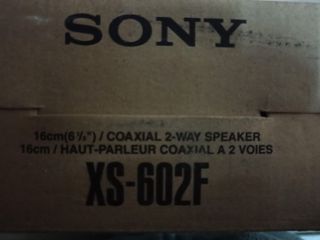 SONY
16cm(6½") / COAXIAL 2-WAY SPEAKER
16cm / HAUT-PARLEUR COAXIAL A 2 VOIES
XS-602F